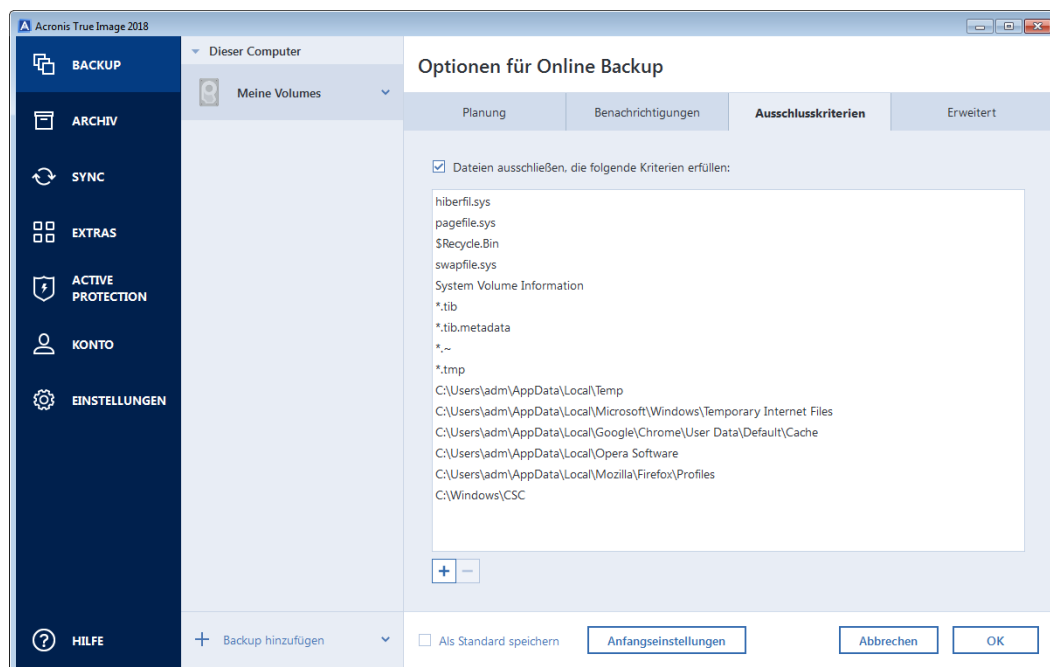 Acronis True Image 2018
BACKUP
ARCHIV
SYNC
EXTRAS
ACTIVE
PROTECTION
KONTO
EINSTELLUNGEN
HILFE
Dieser Computer
Meine Volumes
Backup hinzufügen
Optionen für Online Backup
Planung
Benachrichtigungen
Ausschlusskriterien
Erweitert
Dateien ausschließen, die folgende Kriterien erfüllen:
hiberfil.sys
pagefile.sys
$Recycle.Bin
swapfile.sys
System Volume Information
*.tib
*.tib.metadata
*.~
*.tmp
C:\Users\adm\AppData\Local\Temp
C:\Users\adm\AppData\Local\Microsoft\Windows\Temporary Internet Files
C:\Users\adm\AppData\Local\Google\Chrome\User Data\Default\Cache
C:\Users\adm\AppData\Local\Opera Software
C:\Users\adm\AppData\Local\Mozilla\Firefox\Profiles
C:\Windows\CSC
Als Standard speichern
Anfangseinstellungen
Abbrechen
OK